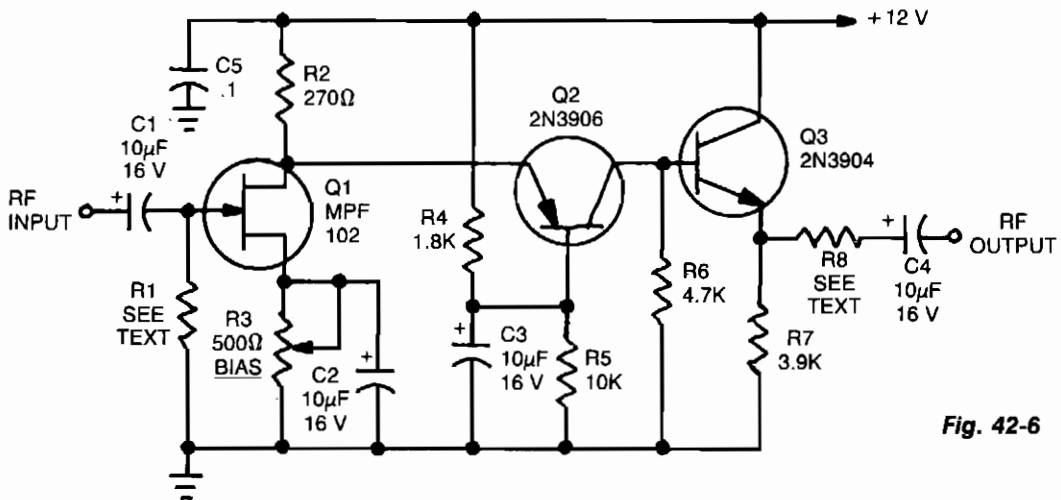 +12 V
C5
.1
R2
270Ω
C1
10µF
16 V
+
RF
INPUT
Q1
MPF
102
R1
SEE
TEXT
R3
500Ω
BIAS
+
C2
10µF
16 V
R4
1.8K
Q2
2N3906
+
C3
10µF
16 V
R5
10K
R6
4.7K
Q3
2N3904
R8
SEE
TEXT
+
C4
10µF
16 V
RF
OUTPUT
R7
3.9K
Fig. 42-6